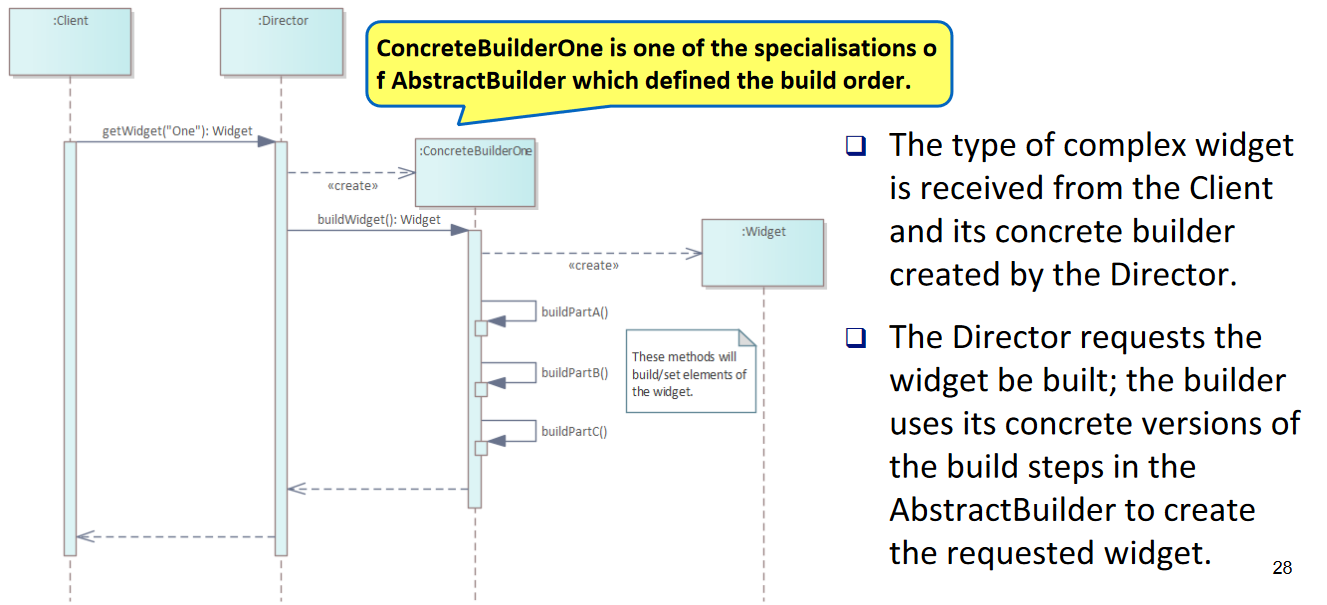 :Client
:Director
ConcreteBuilderOne is one of the specialisations o
f AbstractBuilder which defined the build order.
getWidget("One"): Widget
:ConcreteBuilderOne
«create»
buildWidget(): Widget
:Widget
«create»
buildPartA()
buildPartB()
buildPartC()
These methods will
build/set elements of
the widget.
❑ The type of complex widget
is received from the Client
and its concrete builder
created by the Director.
❑ The Director requests the
widget be built; the builder
uses its concrete versions of
the build steps in the
AbstractBuilder to create
the requested widget.
28